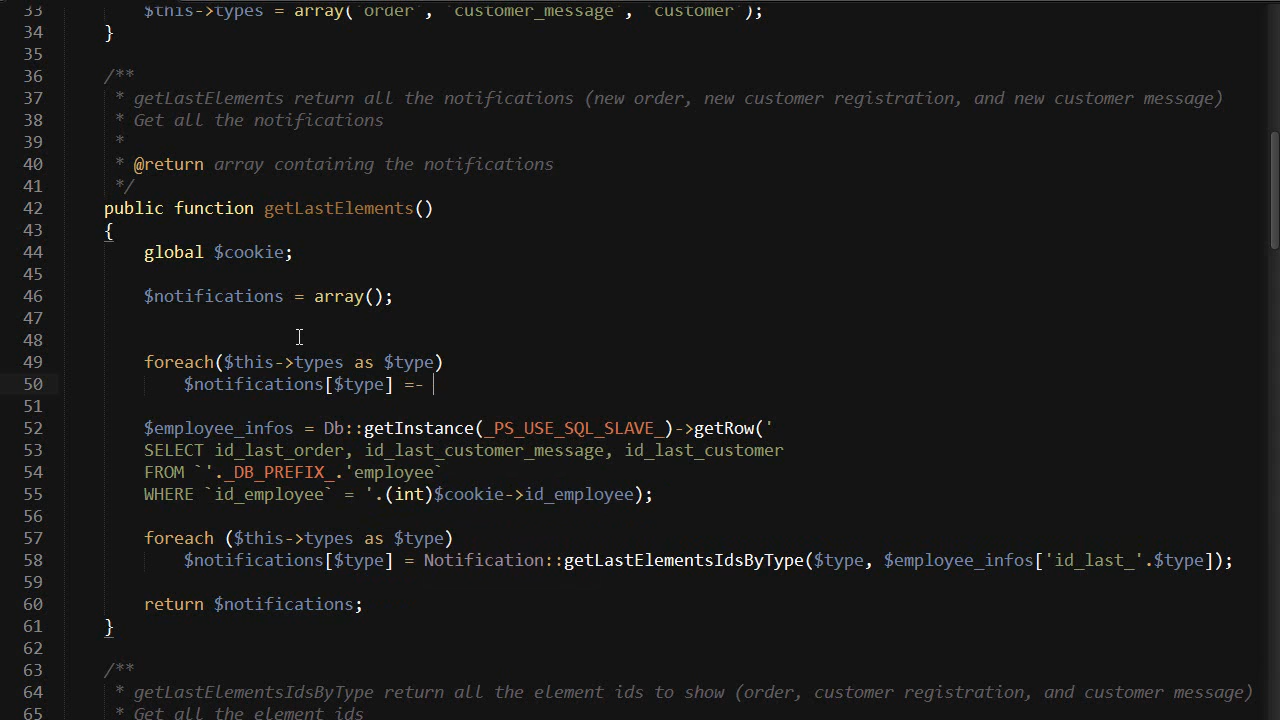 33 $this->types = array('order', 'customer_message', 'customer');
34 }
35
36 /**
37 * getLastElements return all the notifications (new order, new customer registration, and new customer message)
38 * Get all the notifications
39 *
40 * @return array containing the notifications
41 */
42 public function getLastElements()
43 {
44 global $cookie;
45
46 $notifications = array();
47
48
49 foreach($this->types as $type)
50 $notifications[$type] =-
51
52 $employee_infos = Db::getInstance(_PS_USE_SQL_SLAVE_)->getRow('
53 SELECT id_last_order, id_last_customer_message, id_last_customer
54 FROM `'._DB_PREFIX_.'employee`
55 WHERE `id_employee` = '.(int)$cookie->id_employee);
56
57 foreach ($this->types as $type)
58 $notifications[$type] = Notification::getLastElementsIdsByType($type, $employee_infos['id_last_'.$type]);
59
60 return $notifications;
61 }
62
63 /**
64 * getLastElementsIdsByType return all the element ids to show (order, customer registration, and customer message)
65 * Get all the element ids